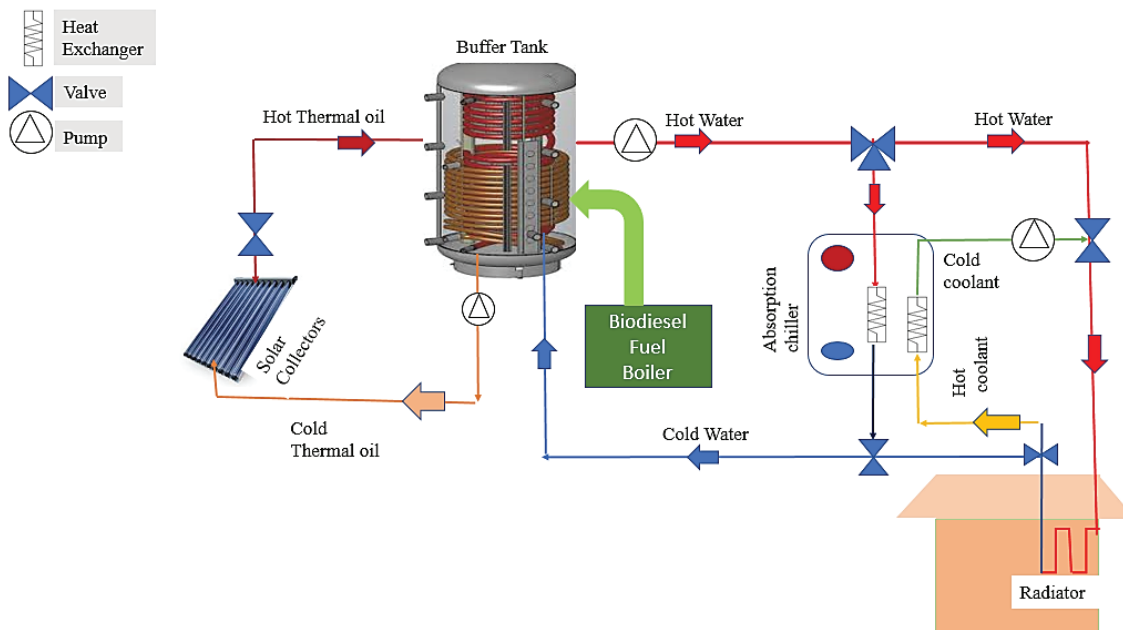 Heat
Exchanger
Valve
Pump
Buffer Tank
Hot Thermal oil
Hot Water
Hot Water
Solar
Collectors
Cold
Thermal oil
Biodiesel
Fuel
Boiler
Absorption
chiller
Cold
coolant
Hot
coolant
Cold Water
Radiator